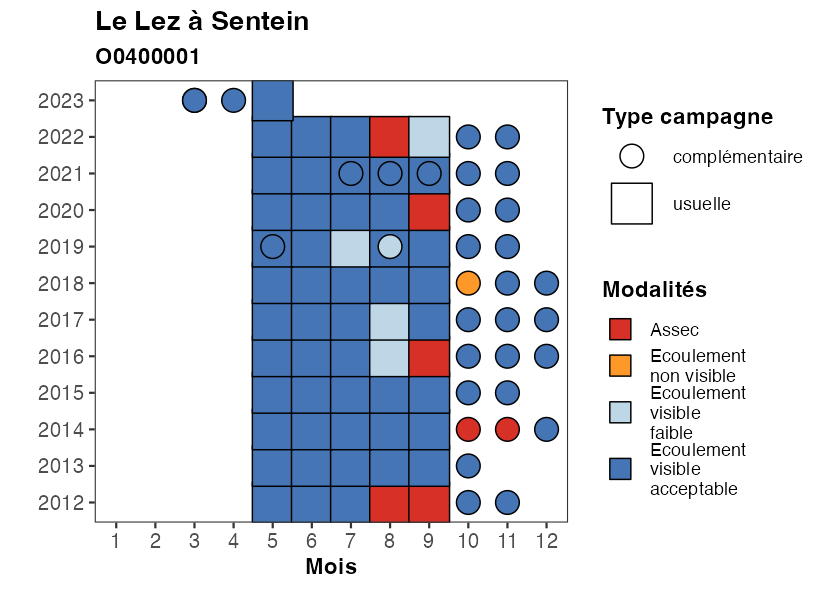 Le Lez à Sentein
O0400001
2023
2022
2021
2020
2019
2018
2017
2016
2015
2014
2013
2012
1 2 3 4 5 6 7 8 9 10 11 12
Mois
Type campagne
complémentaire
usuelle
Modalités
Assec
Ecoulement
non visible
Ecoulement
visible
faible
Ecoulement
visible
acceptable